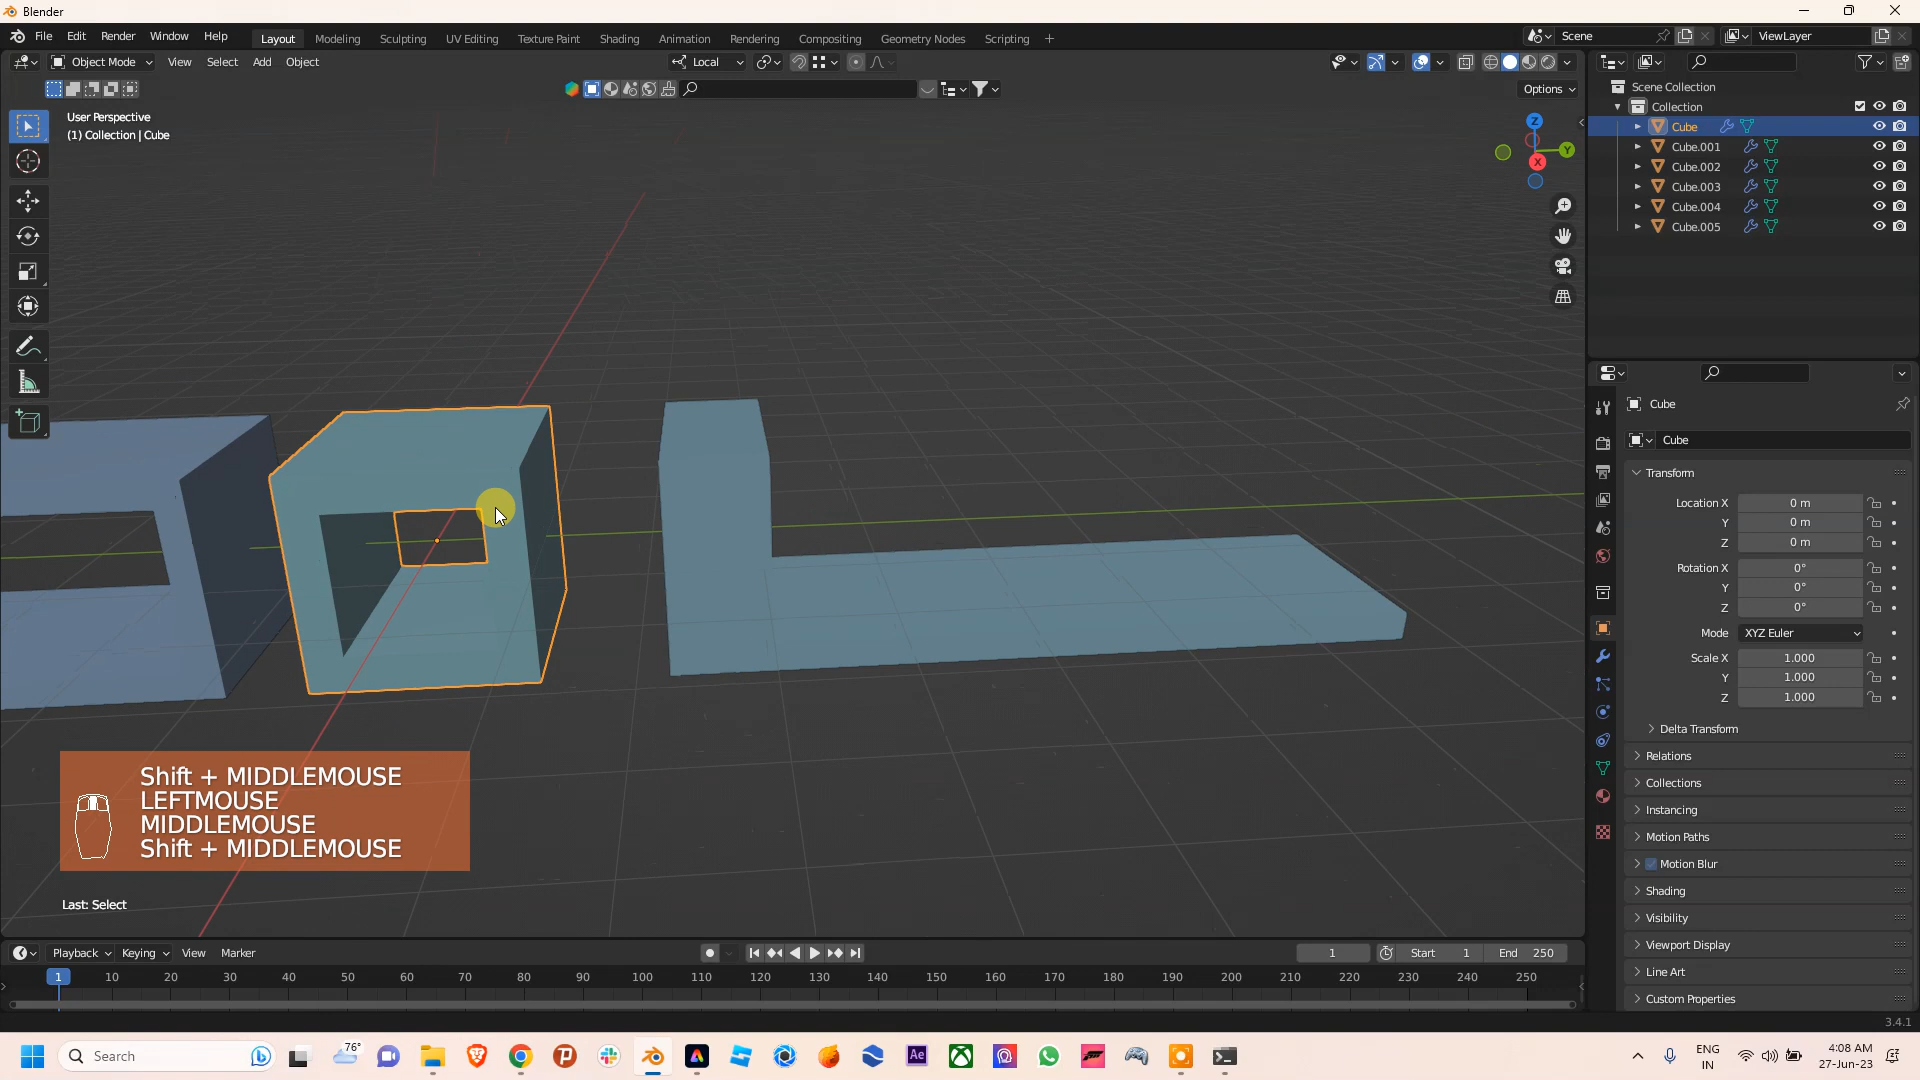 Blender
File Edit Render Window Help
Layout Modeling Sculpting UV Editing Texture Paint Shading Animation Rendering Compositing Geometry Nodes Scripting +
Scene
ViewLayer
Object Mode View Select Add Object
Local
Options
User Perspective
(1) Collection | Cube
Z
Y
X
Scene Collection
Collection
Cube
Cube.001
Cube.002
Cube.003
Cube.004
Cube.005
Cube
Cube
Transform
Location X 0 m
Y 0 m
Z 0 m
Rotation X 0°
Y 0°
Z 0°
Mode XYZ Euler
Scale X 1.000
Y 1.000
Z 1.000
Delta Transform
Relations
Collections
Instancing
Motion Paths
Motion Blur
Shading
Visibility
Viewport Display
Line Art
Custom Properties
Shift + MIDDLEMOUSE
LEFTMOUSE
MIDDLEMOUSE
Shift + MIDDLEMOUSE
Last: Select
Playback Keying View Marker
1 Start 1 End 250
1 10 20 30 40 50 60 70 80 90 100 110 120 130 140 150 160 170 180 190 200 210 220 230 240 250
3.4.1
Search
76°
Ae
ENG
IN
4:08 AM
27-Jun-23